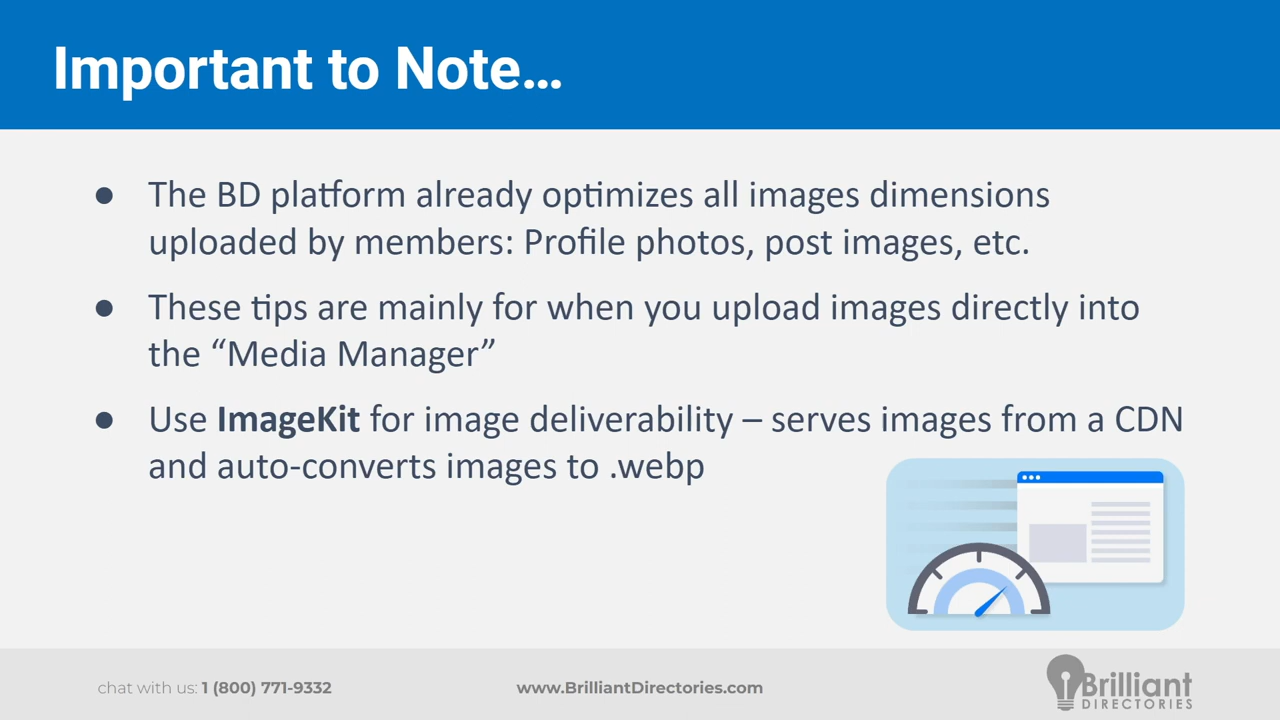 Important to Note…
● The BD platform already optimizes all images dimensions
uploaded by members: Profile photos, post images, etc.
● These tips are mainly for when you upload images directly into
the “Media Manager”
● Use ImageKit for image deliverability – serves images from a CDN
and auto-converts images to .webp
chat with us: 1 (800) 771-9332
www.BrilliantDirectories.com
Brilliant
DIRECTORIES